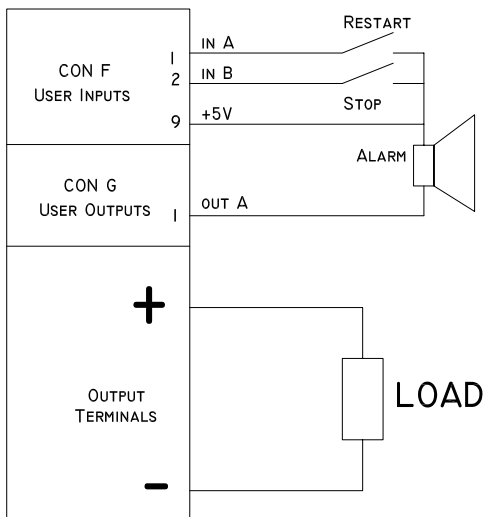 RESTART
IN A
1
CON F
IN B
2
USER INPUTS
STOP
+5V
9
ALARM
CON G
USER OUTPUTS
OUT A
1
+
LOAD
OUTPUT
TERMINALS
-